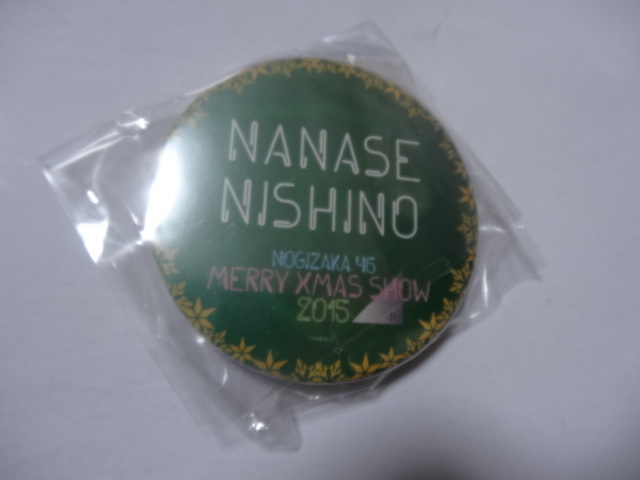 NANASE
NISHINO
NOGIZAKA 46
MERRY XMAS SHOW
2015